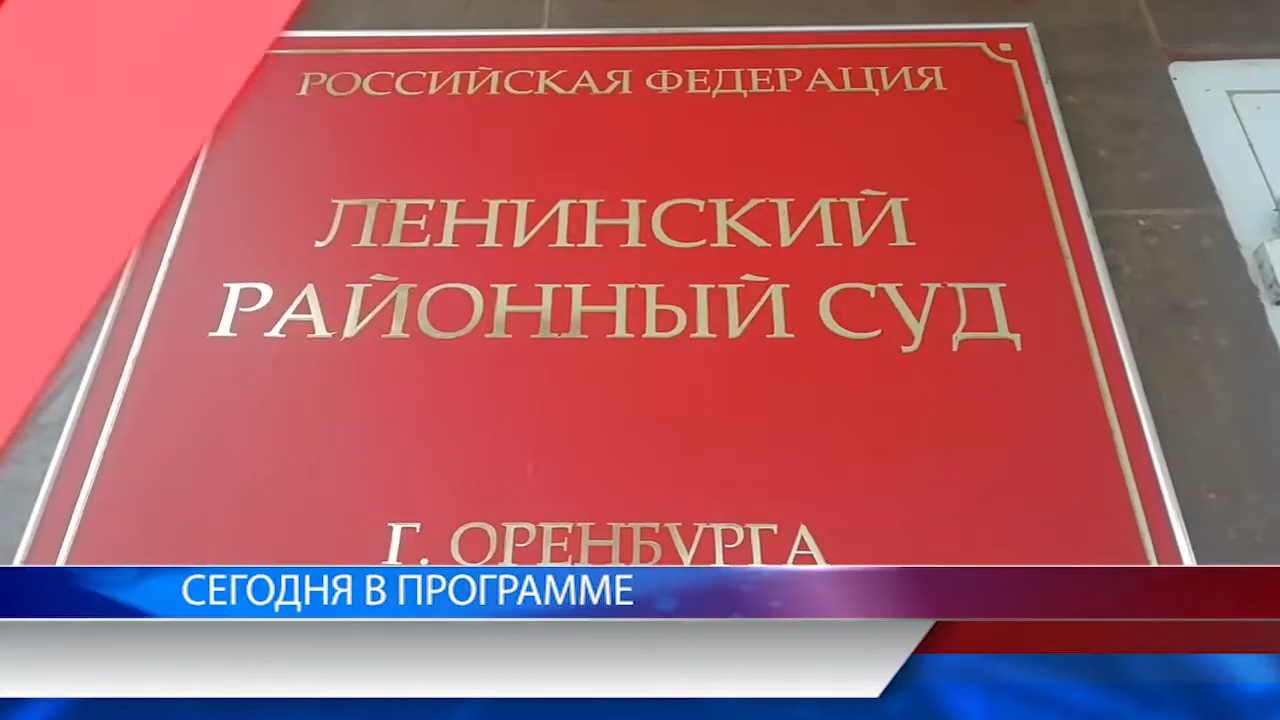 РОССИЙСКАЯ ФЕДЕРАЦИЯ
ЛЕНИНСКИЙ
РАЙОННЫЙ СУД
Г. ОРЕНБУРГА
СЕГОДНЯ В ПРОГРАММЕ